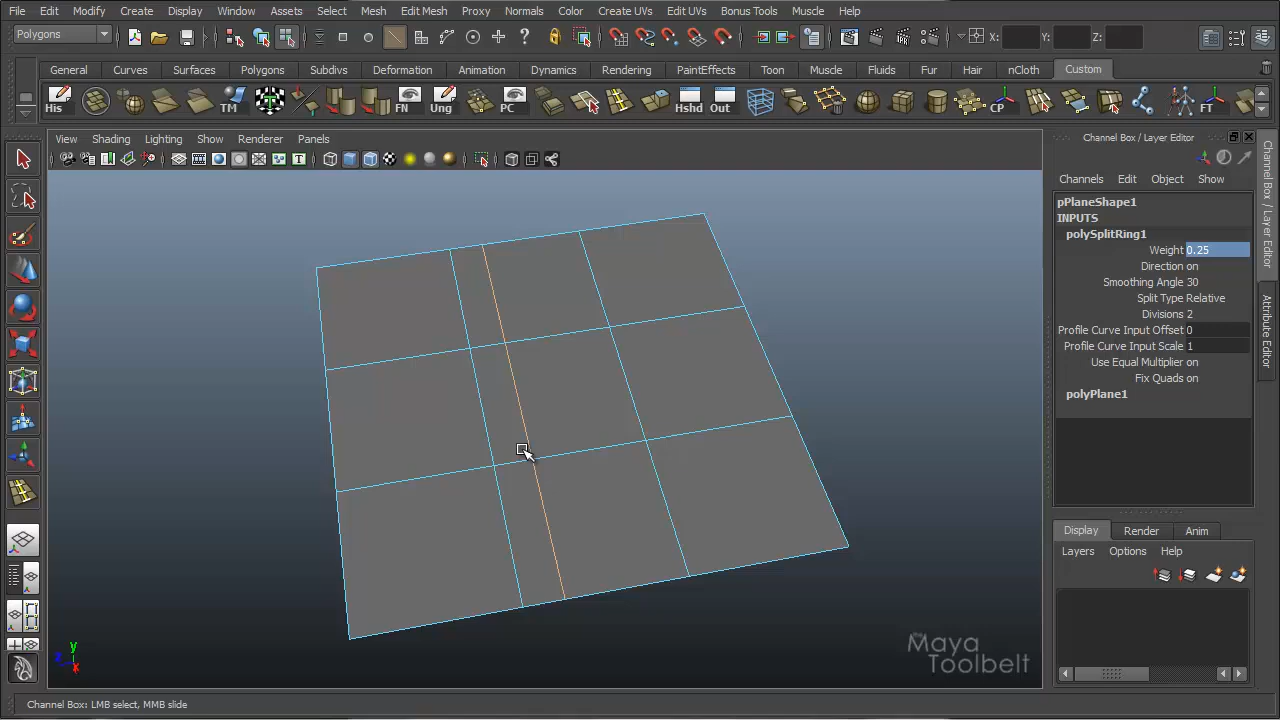 File Edit Modify Create Display Window Assets Select Mesh Edit Mesh Proxy Normals Color Create UVs Edit UVs Bonus Tools Muscle Help
Polygons X: Y: Z:
General Curves Surfaces Polygons Subdivs Deformation Animation Dynamics Rendering PaintEffects Toon Muscle Fluids Fur Hair nCloth Custom
His TM FN Ung PC Hshd Out CP FT
View Shading Lighting Show Renderer Panels
Channel Box / Layer Editor
Channels Edit Object Show
pPlaneShape1
INPUTS
polySplitRing1
Weight 0.25
Direction on
Smoothing Angle 30
Split Type Relative
Divisions 2
Profile Curve Input Offset 0
Profile Curve Input Scale 1
Use Equal Multiplier on
Fix Quads on
polyPlane1
Channel Box / Layer Editor
Attribute Editor
Display Render Anim
Layers Options Help
y
z x
the
Maya
Toolbelt
Channel Box: LMB select, MMB slide